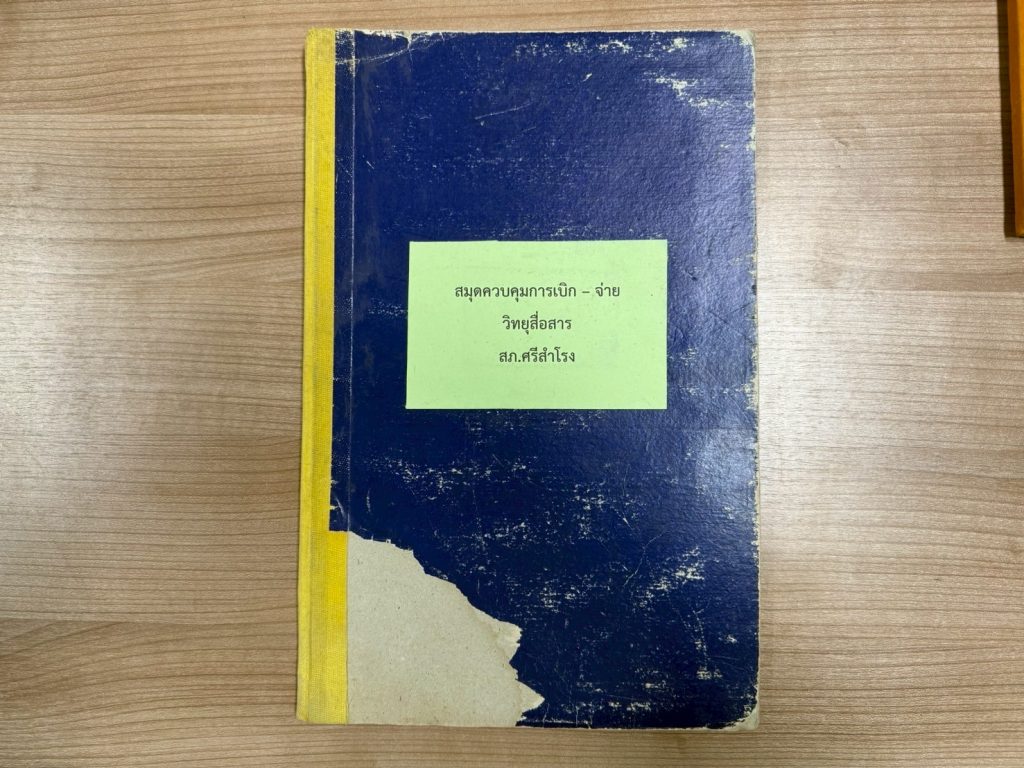 สมุดควบคุมการเบิก – จ่าย
วิทยุสื่อสาร
สภ.ศรีสำโรง